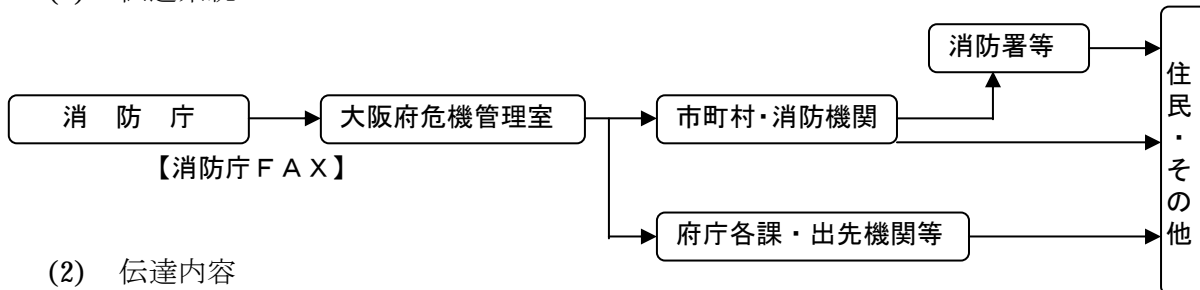 消防署等
消　防　庁
大阪府危機管理室
市町村・消防機関
住民・その他
【消防庁ＦＡＸ】
府庁各課・出先機関等
(2)　伝達内容